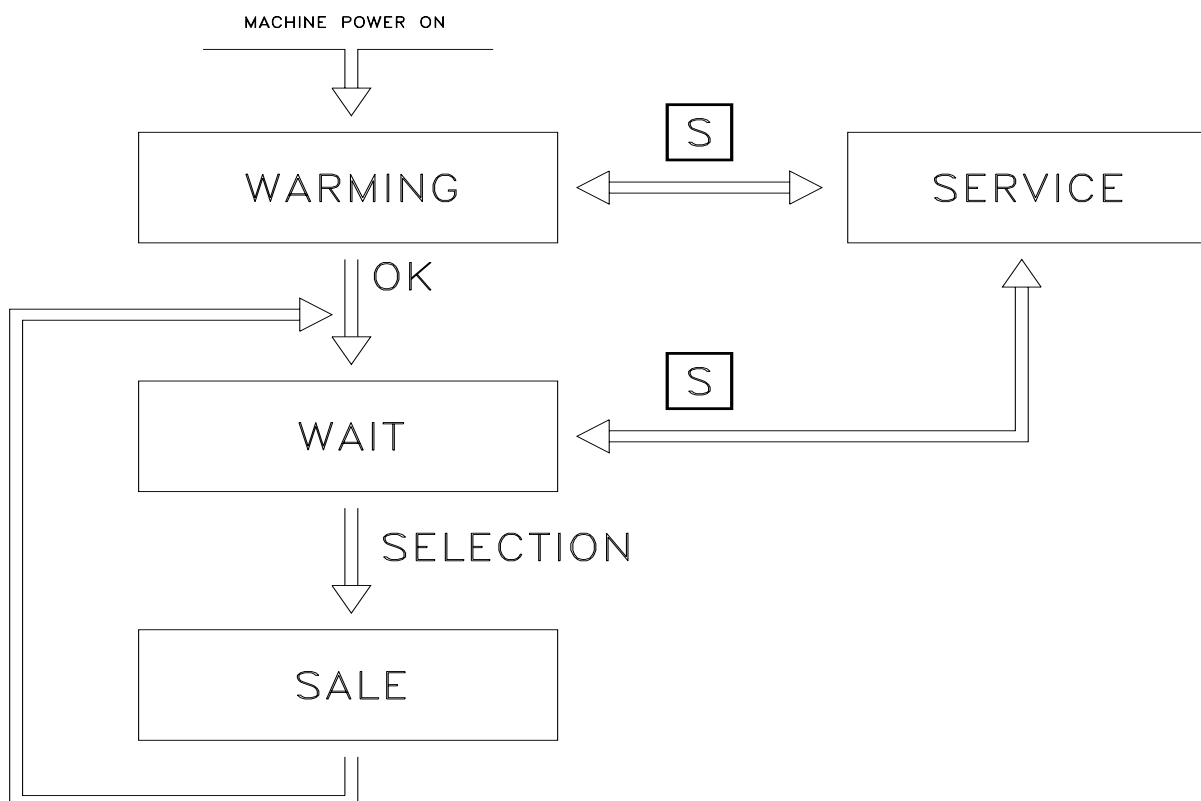 MACHINE POWER ON
S
WARMING
SERVICE
OK
S
WAIT
SELECTION
SALE